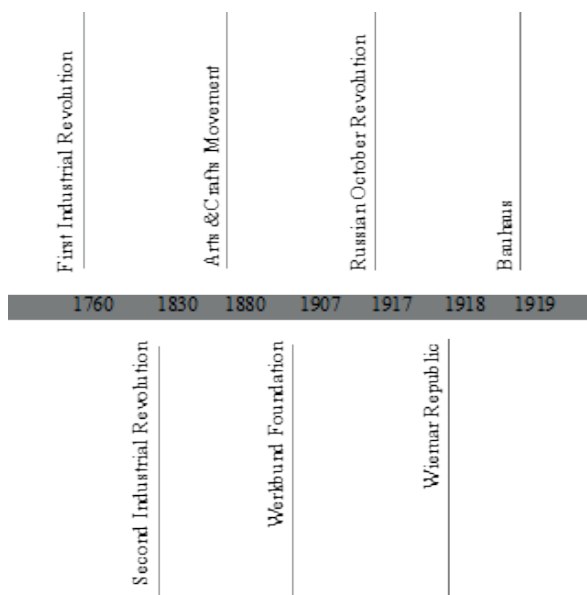 First Industrial Revolution
Arts &Crafts Movement
Russian October Revolution
Bauhaus
1760 1830 1880 1907 1917 1918 1919
Second Industrial Revolution
Werkbund Foundation
Wiemar Republic